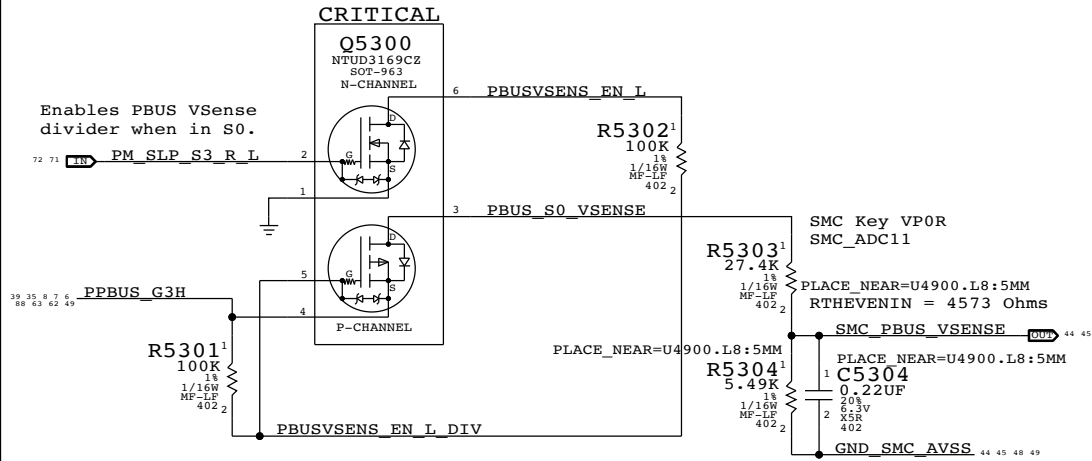 CRITICAL
Q5300
NTUD3169CZ
SOT-963
N-CHANNEL
6
PBUSVSENS_EN_L
Enables PBUS VSense
divider when in S0.
D
R5302
1
100K
1%
1/16W
MF-LF
402
2
72 71
IN
PM_SLP_S3_R_L
2
G
S
1
3
PBUS_S0_VSENSE
SMC Key VP0R
SMC_ADC11
D
R5303
1
27.4K
1%
1/16W
MF-LF
402
2
PLACE_NEAR=U4900.L8:5MM
RTHEVENIN = 4573 Ohms
5
G
S
39 35 8 7 6
88 63 62 49
PPBUS_G3H
4
P-CHANNEL
SMC_PBUS_VSENSE
OUT
44 45
R5301
1
100K
1%
1/16W
MF-LF
402
2
PLACE_NEAR=U4900.L8:5MM
PLACE_NEAR=U4900.L8:5MM
R5304
1
5.49K
1%
1/16W
MF-LF
402
2
1
C5304
0.22UF
20%
6.3V
X5R
402
2
PBUSVSENS_EN_L_DIV
GND_SMC_AVSS
44 45 48 49